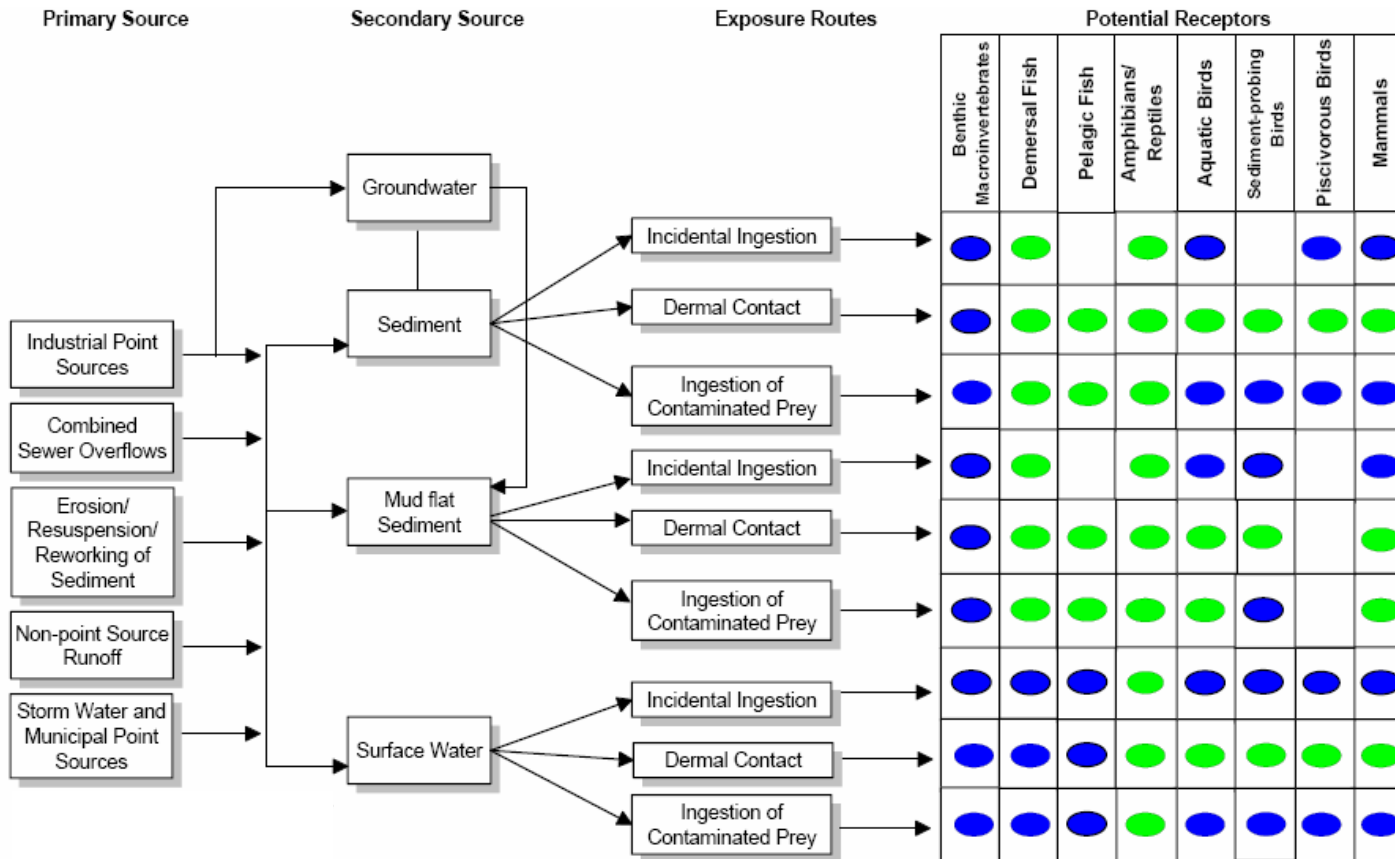 Primary Source
Secondary Source
Exposure Routes
Potential Receptors
Benthic
Macroinvertebrates
Demersal Fish
Pelagic Fish
Amphibians/
Reptiles
Aquatic Birds
Sediment-probing
Birds
Piscivorous Birds
Mammals
Industrial Point
Sources
Combined
Sewer Overflows
Erosion/
Resuspension/
Reworking of
Sediment
Non-point Source
Runoff
Storm Water and
Municipal Point
Sources
Groundwater
Sediment
Mud flat
Sediment
Surface Water
Incidental Ingestion
Dermal Contact
Ingestion of
Contaminated Prey
Incidental Ingestion
Dermal Contact
Ingestion of
Contaminated Prey
Incidental Ingestion
Dermal Contact
Ingestion of
Contaminated Prey